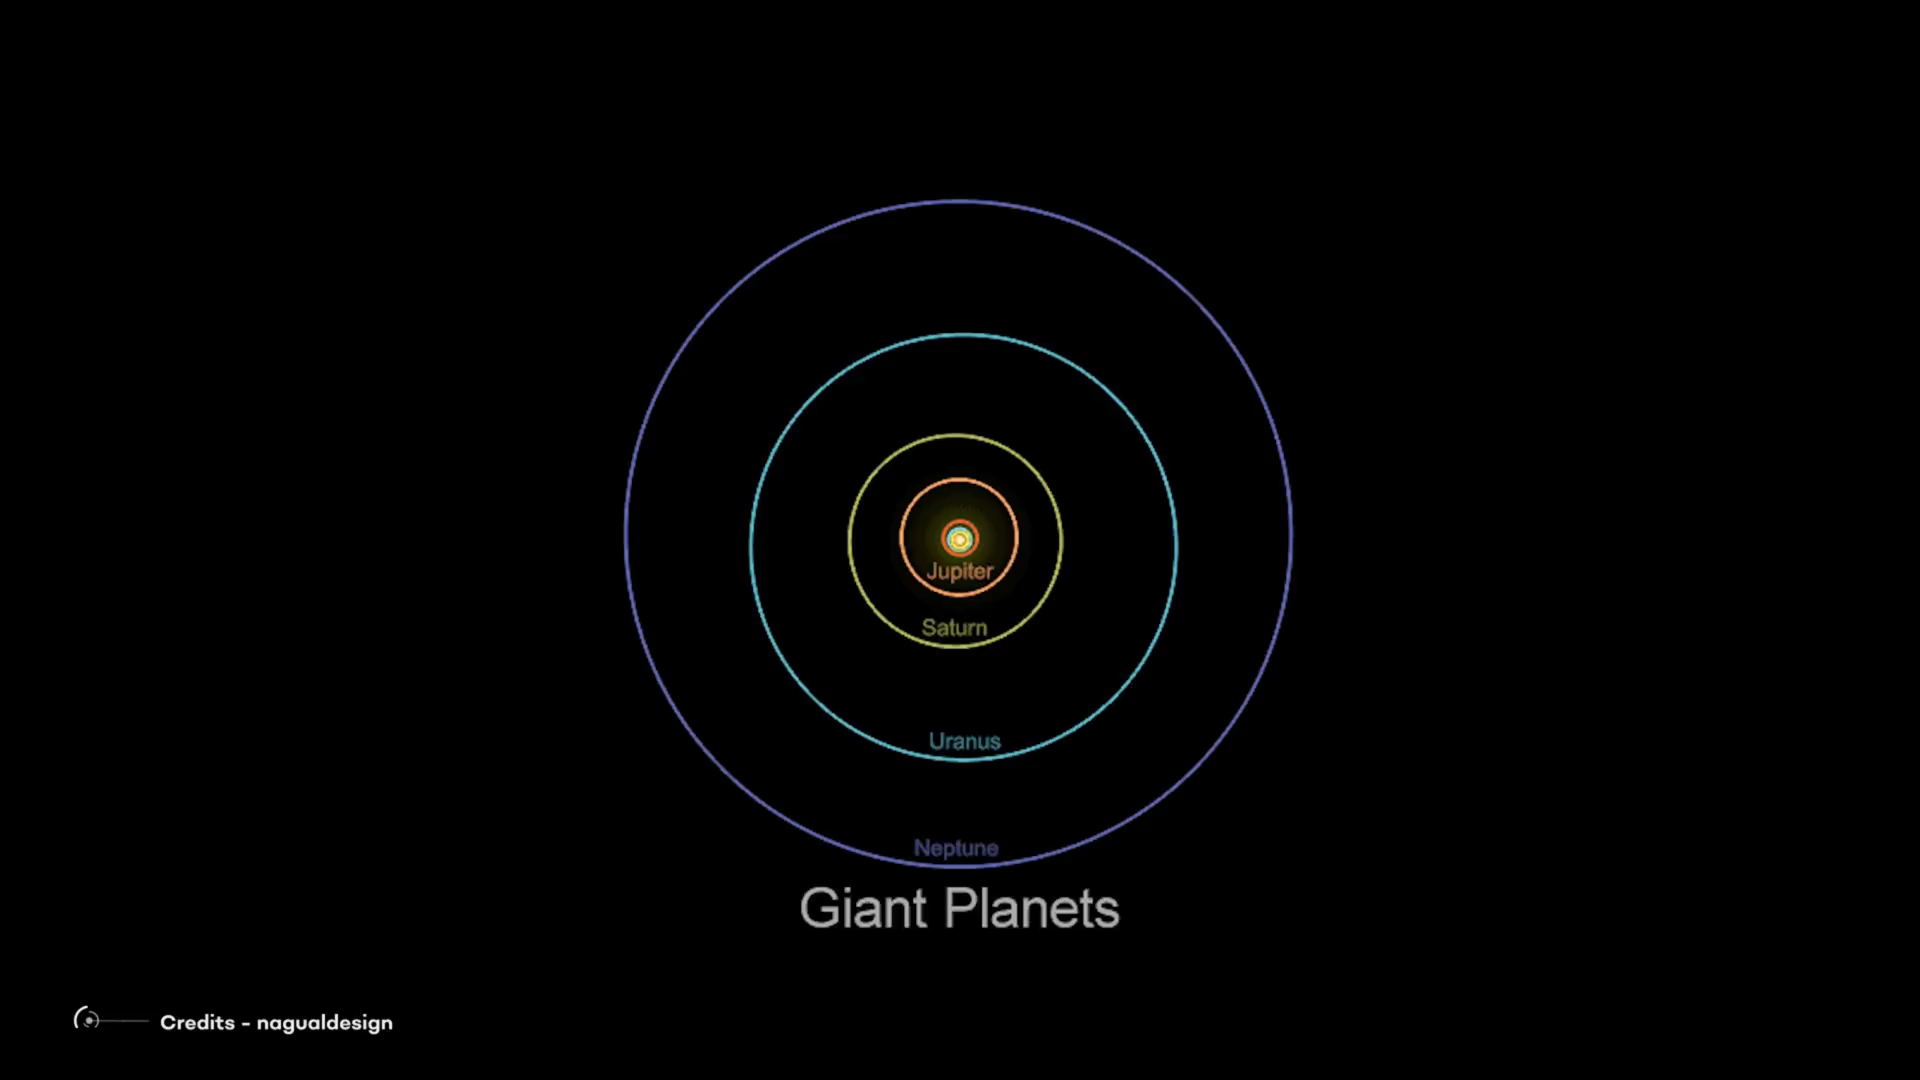 Jupiter
Saturn
Uranus
Neptune
Giant Planets
Credits - nagualdesign